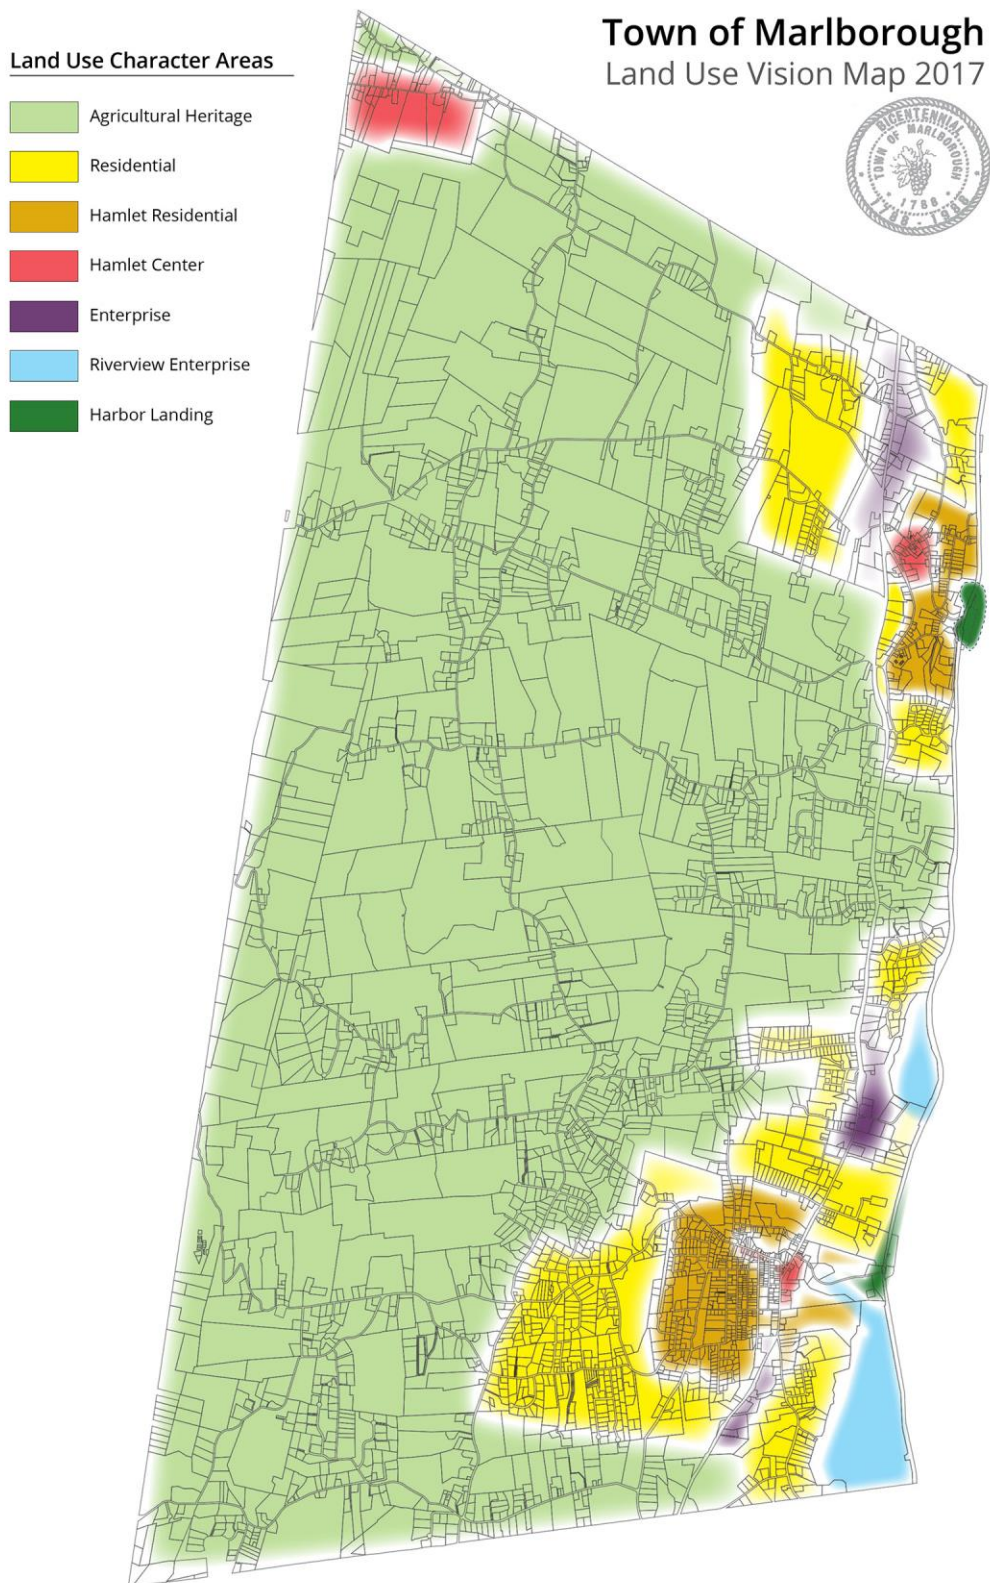 Town of Marlborough
Land Use Vision Map 2017
BICENTENNIAL
TOWN OF MARLBOROUGH
1788
1788 - 1988
Land Use Character Areas
Agricultural Heritage
Residential
Hamlet Residential
Hamlet Center
Enterprise
Riverview Enterprise
Harbor Landing